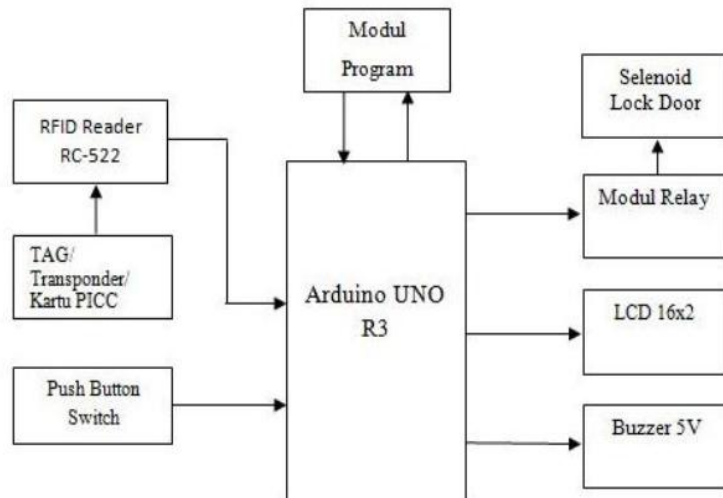 Modul
Program
Selenoid
Lock Door
RFID Reader
RC-522
Modul Relay
TAG/
Transponder/
Kartu PICC
Arduino UNO
R3
LCD 16x2
Push Button
Switch
Buzzer 5V